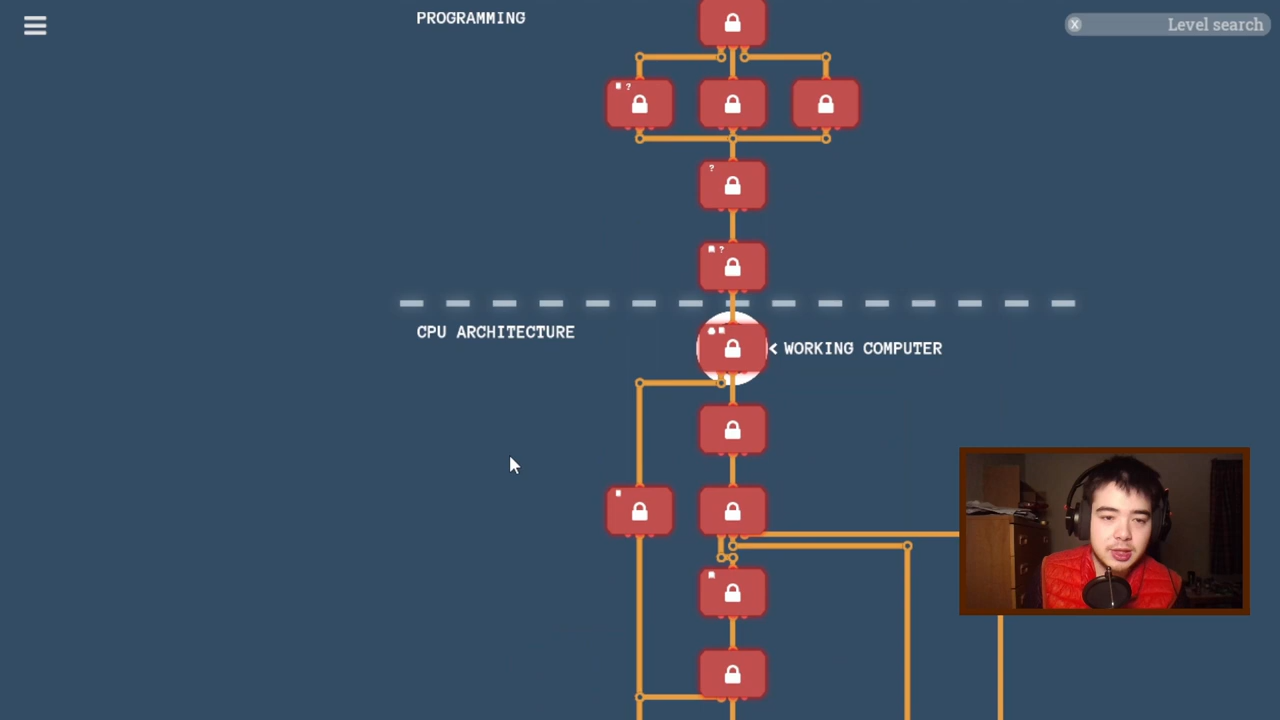 PROGRAMMING
X Level search
?
?
?
CPU ARCHITECTURE
< WORKING COMPUTER